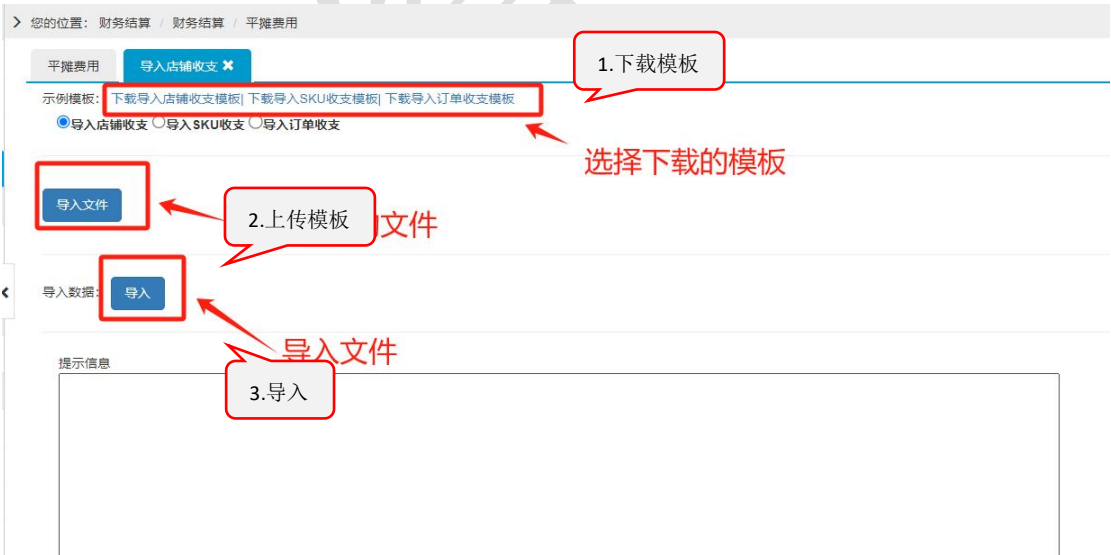 您的位置： 财务结算 / 财务结算 / 平摊费用
平摊费用 导入店铺收支 ✖
1.下载模板
示例模板： 下载导入店铺收支模板| 下载导入SKU收支模板| 下载导入订单收支模板
导入店铺收支 导入SKU收支 导入订单收支
选择下载的模板
导入文件
2.上传模板
文件
导入数据： 导入
导入文件
提示信息
3.导入